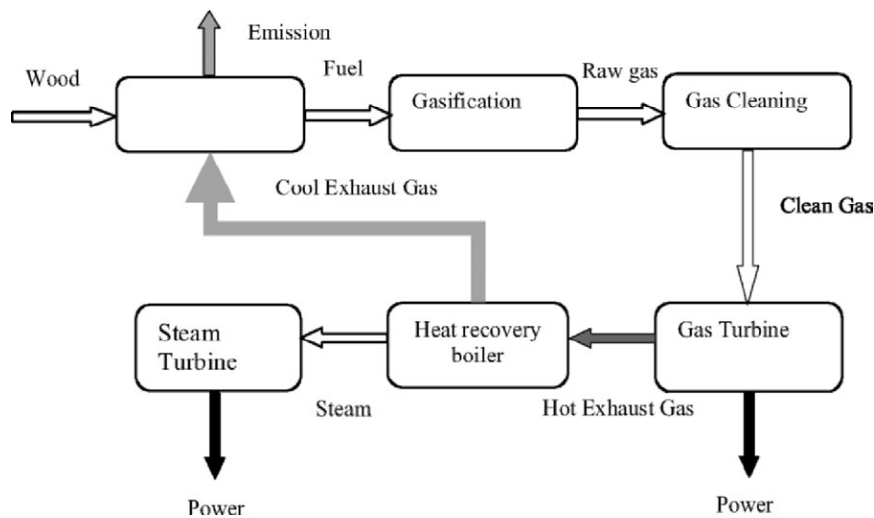 Emission
Wood
Fuel
Raw gas
Gasification
Gas Cleaning
Cool Exhaust Gas
Clean Gas
Steam
Turbine
Heat recovery
boiler
Gas Turbine
Steam
Hot Exhaust Gas
Power
Power